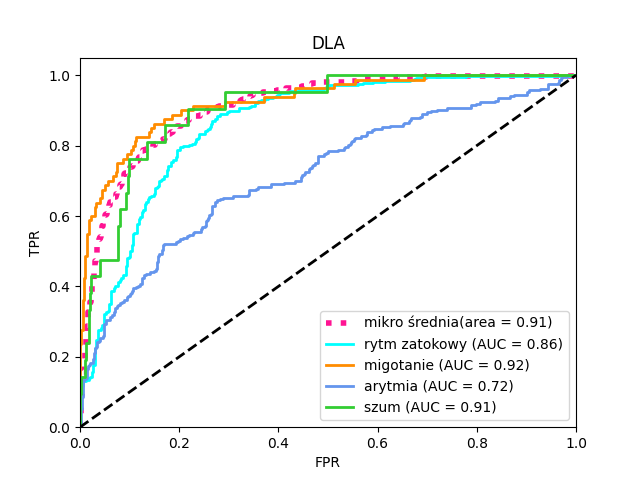 DLA
TPR
1.0
0.8
0.6
0.4
0.2
0.0
mikro średnia(area = 0.91)
rytm zatokowy (AUC = 0.86)
migotanie (AUC = 0.92)
arytmia (AUC = 0.72)
szum (AUC = 0.91)
0.0 0.2 0.4 0.6 0.8 1.0
FPR